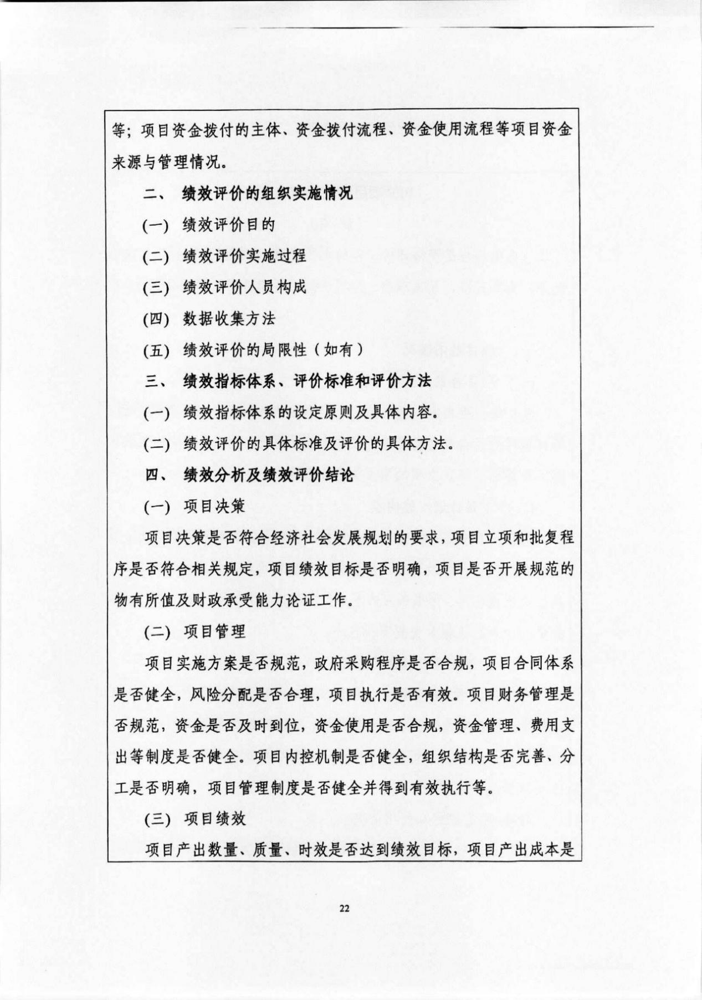 等；项目资金拨付的主体、资金拨付流程、资金使用流程等项目资金
来源与管理情况。
二、 绩效评价的组织实施情况
(一) 绩效评价目的
(二) 绩效评价实施过程
(三) 绩效评价人员构成
(四) 数据收集方法
(五) 绩效评价的局限性（如有）
三、 绩效指标体系、评价标准和评价方法
(一) 绩效指标体系的设定原则及具体内容。
(二) 绩效评价的具体标准及评价的具体方法。
四、 绩效分析及绩效评价结论
(一) 项目决策
项目决策是否符合经济社会发展规划的要求，项目立项和批复程
序是否符合相关规定，项目绩效目标是否明确，项目是否开展规范的
物有所值及财政承受能力论证工作。
(二) 项目管理
项目实施方案是否规范，政府采购程序是否合规，项目合同体系
是否健全，风险分配是否合理，项目执行是否有效。项目财务管理是
否规范，资金是否及时到位，资金使用是否合规，资金管理、费用支
出等制度是否健全。项目内控机制是否健全，组织结构是否完善、分
工是否明确，项目管理制度是否健全并得到有效执行等。
(三) 项目绩效
项目产出数量、质量、时效是否达到绩效目标，项目产出成本是
22